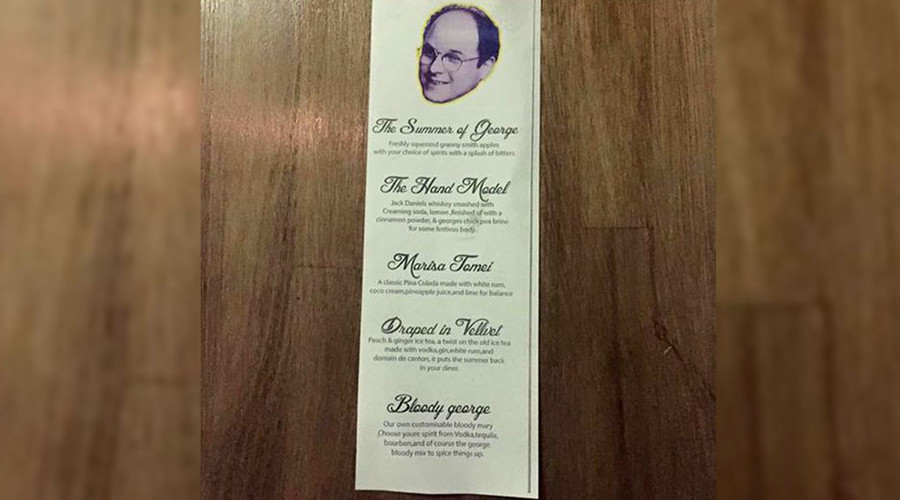 The Summer of George
Freshly squeezed granny smith apples
with your choice of spirits with a splash of bitters.
The Hand Model
Jack Daniels whiskey smashed with
Creaming soda, lemon ,finished of with a
cinnamon powder, & georges chick pea brine
for some festivus body.
Marisa Tomei
A classic Pina Colada made with white rum,
coco cream,pineapple juice,and lime for balance
Draped in Vellvet
Peach & ginger ice tea, a twist on the old ice tea
made with vodka,gin,white rum,and
domain de canton, it puts the summer back
in your diner.
Bloody george
Our own customisable bloody mary
Choose youre spirit from Vodka,tequila,
bourbon,and of course the george
bloody mix to spice things up.